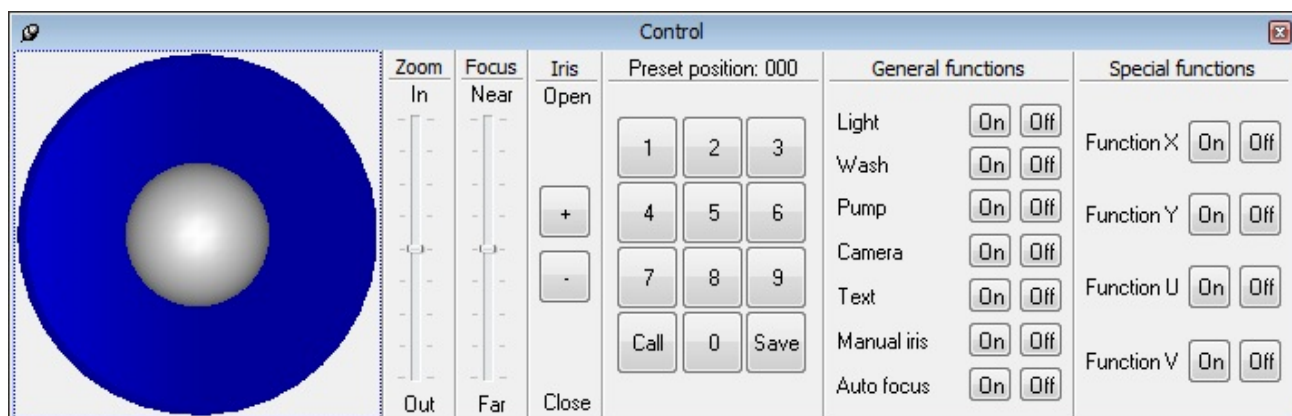 Control
Zoom
In
Out
Focus
Near
Far
Iris
Open
+
-
Close
Preset position: 000
1 2 3
4 5 6
7 8 9
Call 0 Save
General functions
Light On Off
Wash On Off
Pump On Off
Camera On Off
Text On Off
Manual iris On Off
Auto focus On Off
Special functions
Function X On Off
Function Y On Off
Function U On Off
Function V On Off